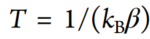 T = 1/(k_Bβ)